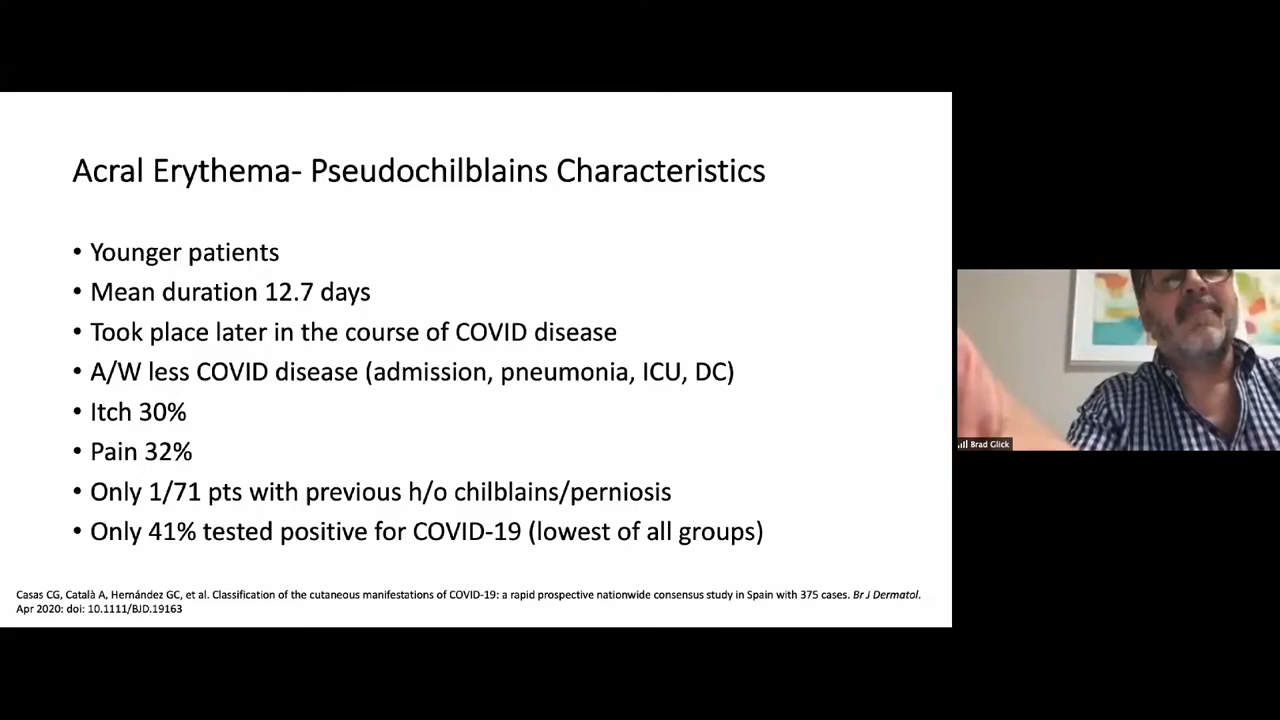 Acral Erythema- Pseudochilblains Characteristics
• Younger patients
• Mean duration 12.7 days
• Took place later in the course of COVID disease
• A/W less COVID disease (admission, pneumonia, ICU, DC)
• Itch 30%
• Pain 32%
• Only 1/71 pts with previous h/o chilblains/perniosis
• Only 41% tested positive for COVID-19 (lowest of all groups)
Casas CG, Català A, Hernández GC, et al. Classification of the cutaneous manifestations of COVID-19: a rapid prospective nationwide consensus study in Spain with 375 cases. Br J Dermatol.
Apr 2020: doi: 10.1111/BJD.19163
Brad Glick